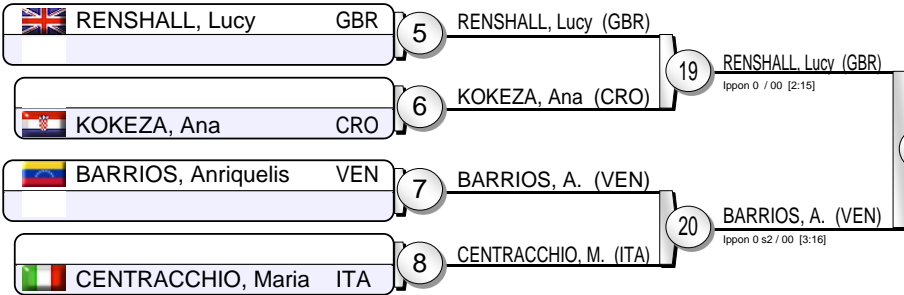 RENSHALL, Lucy GBR
5
RENSHALL, Lucy (GBR)
19
RENSHALL, Lucy (GBR)
Ippon 0 / 00 [2:15]
6
KOKEZA, Ana (CRO)
KOKEZA, Ana CRO
BARRIOS, Anriquelis VEN
7
BARRIOS, A. (VEN)
20
BARRIOS, A. (VEN)
Ippon 0 s2 / 00 [3:16]
8
CENTRACCHIO, M. (ITA)
CENTRACCHIO, Maria ITA